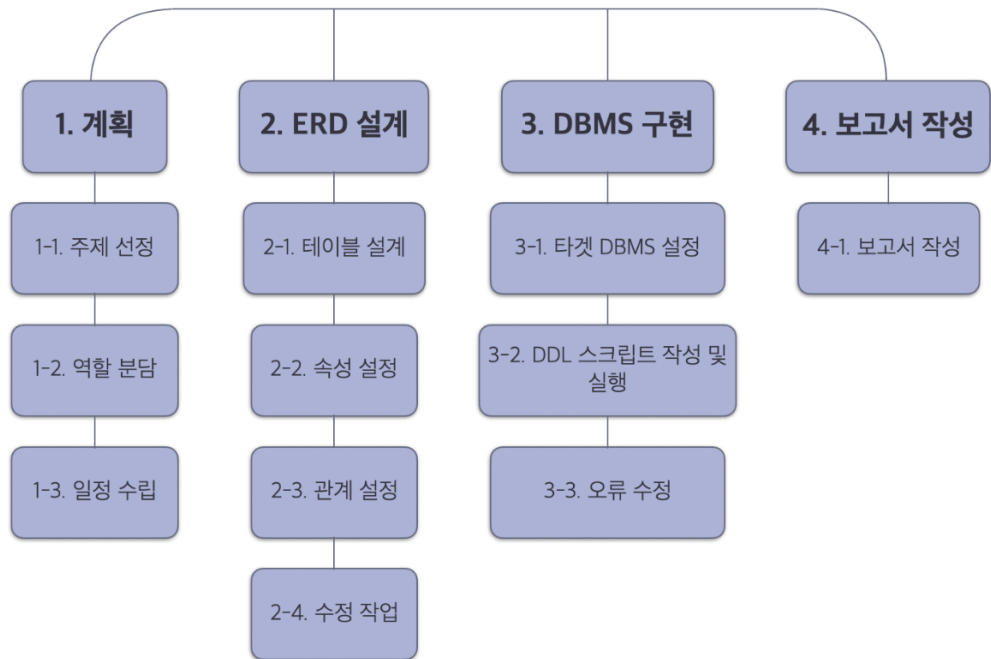 1. 계획
2. ERD 설계
3. DBMS 구현
4. 보고서 작성
1-1. 주제 선정
2-1. 테이블 설계
3-1. 타겟 DBMS 설정
4-1. 보고서 작성
1-2. 역할 분담
2-2. 속성 설정
3-2. DDL 스크립트 작성 및
실행
1-3. 일정 수립
2-3. 관계 설정
3-3. 오류 수정
2-4. 수정 작업